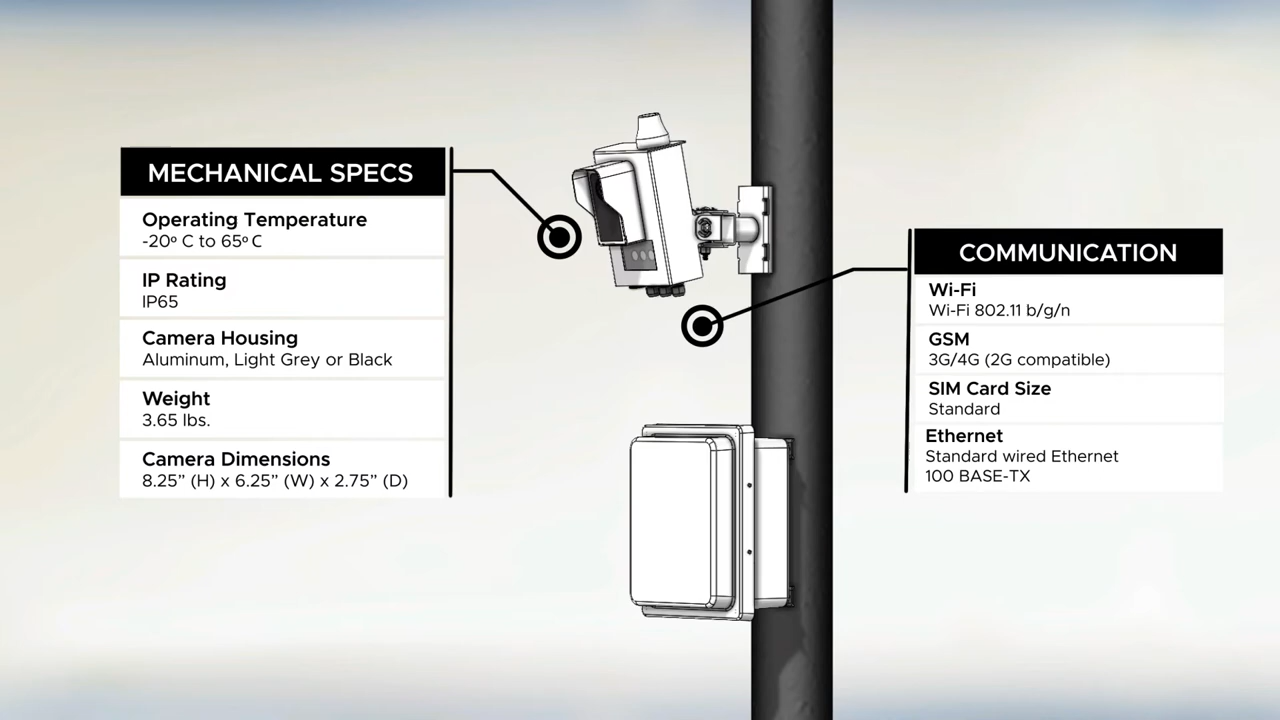 MECHANICAL SPECS
Operating Temperature
-20º C to 65º C
IP Rating
IP65
Camera Housing
Aluminum, Light Grey or Black
Weight
3.65 lbs.
Camera Dimensions
8.25” (H) x 6.25” (W) x 2.75” (D)
COMMUNICATION
Wi-Fi
Wi-Fi 802.11 b/g/n
GSM
3G/4G (2G compatible)
SIM Card Size
Standard
Ethernet
Standard wired Ethernet
100 BASE-TX